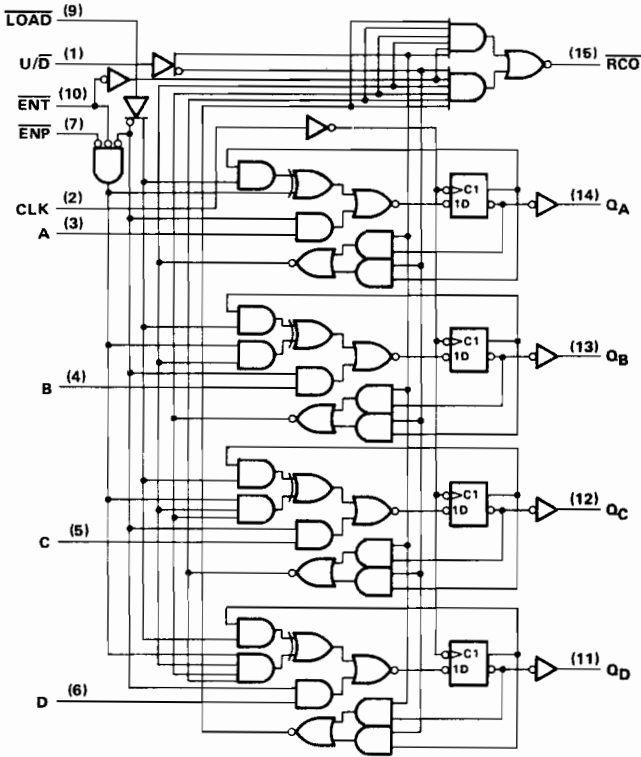 LOAD (9)
U/D (1)
(15) RCO
ENT (10)
ENP (7)
CLK (2)
A (3)
C1
1D
(14) QA
C1
1D
(13) QB
B (4)
C1
1D
(12) QC
C (5)
C1
1D
(11) QD
D (6)